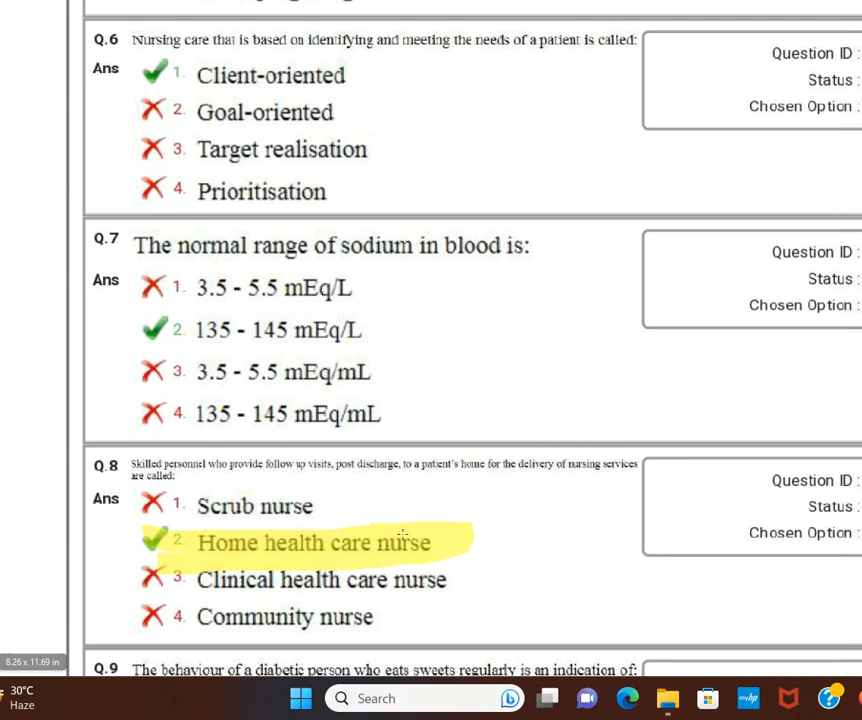 Q.6 Nursing care that is based on identifying and meeting the needs of a patient is called:
Question ID :
Ans 1. Client-oriented
Status :
2. Goal-oriented
Chosen Option :
3. Target realisation
4. Prioritisation
Q.7 The normal range of sodium in blood is:
Question ID :
Ans 1. 3.5 - 5.5 mEq/L
Status :
Chosen Option :
2. 135 - 145 mEq/L
3. 3.5 - 5.5 mEq/mL
4. 135 - 145 mEq/mL
Q.8 Skilled personnel who provide follow up visits, post discharge, to a patient's home for the delivery of nursing services
are called:
Question ID :
Ans 1. Scrub nurse
Status :
Chosen Option :
2. Home health care nurse
3. Clinical health care nurse
4. Community nurse
8.26 x 11.69 in
Q.9 The behaviour of a diabetic person who eats sweets regularly is an indication of:
30°C
Haze
Search
myhp